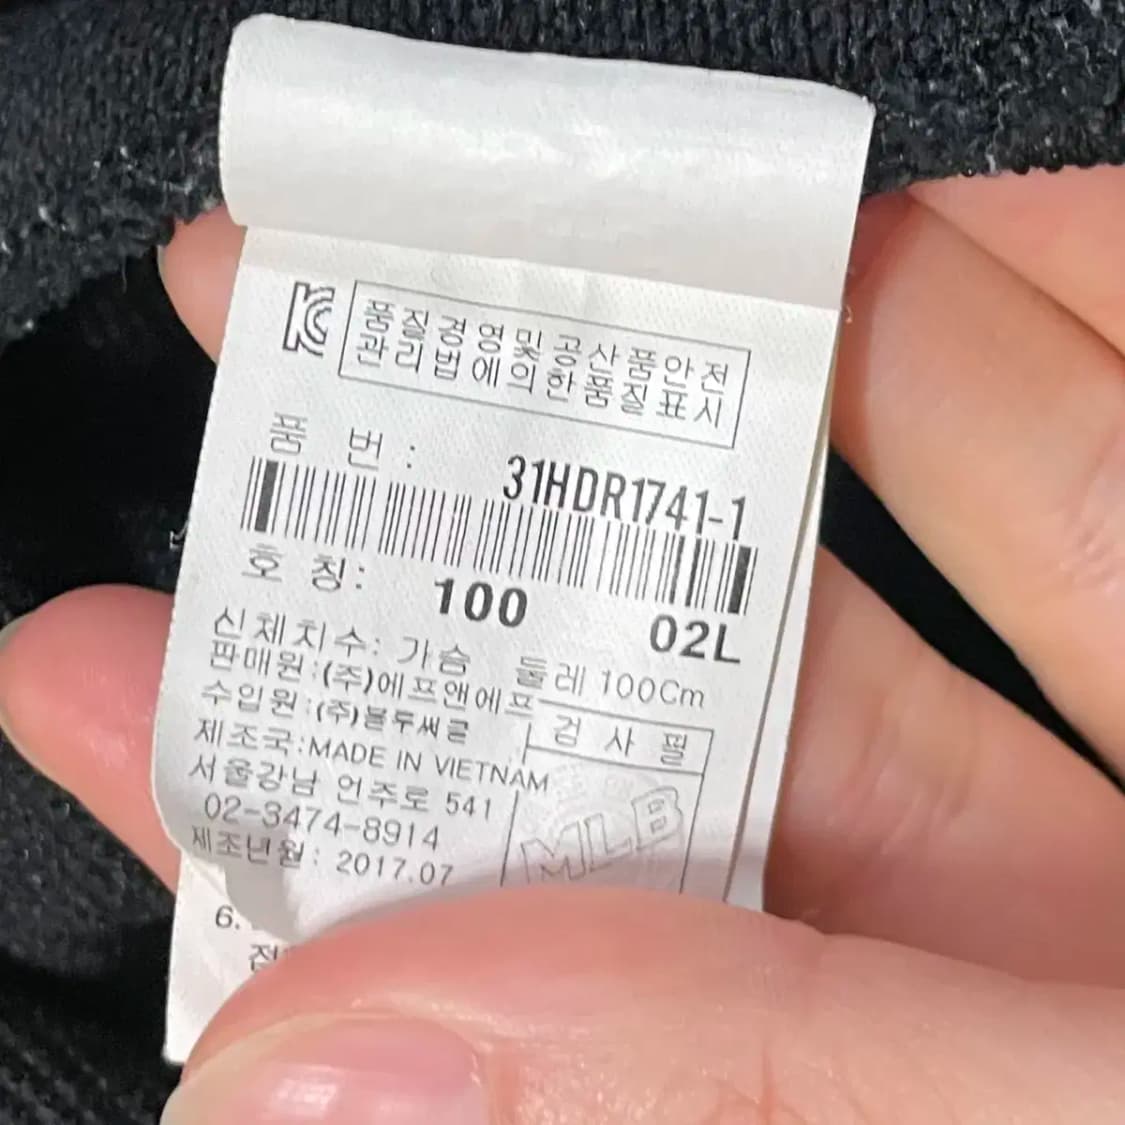 품질경영및공산품안전
관리법에의한품질표시
품 번 : 31HDR1741-1
호 칭: 100 02L
신체치수: 가슴 둘레 100Cm
판매원:(주)에프앤에프
수입원:(주)블루씨글
검 사 필
제조국:MADE IN VIETNAM
서울강남 언주로 541
MLB
02-3474-8914
제조년월: 2017.07
6.